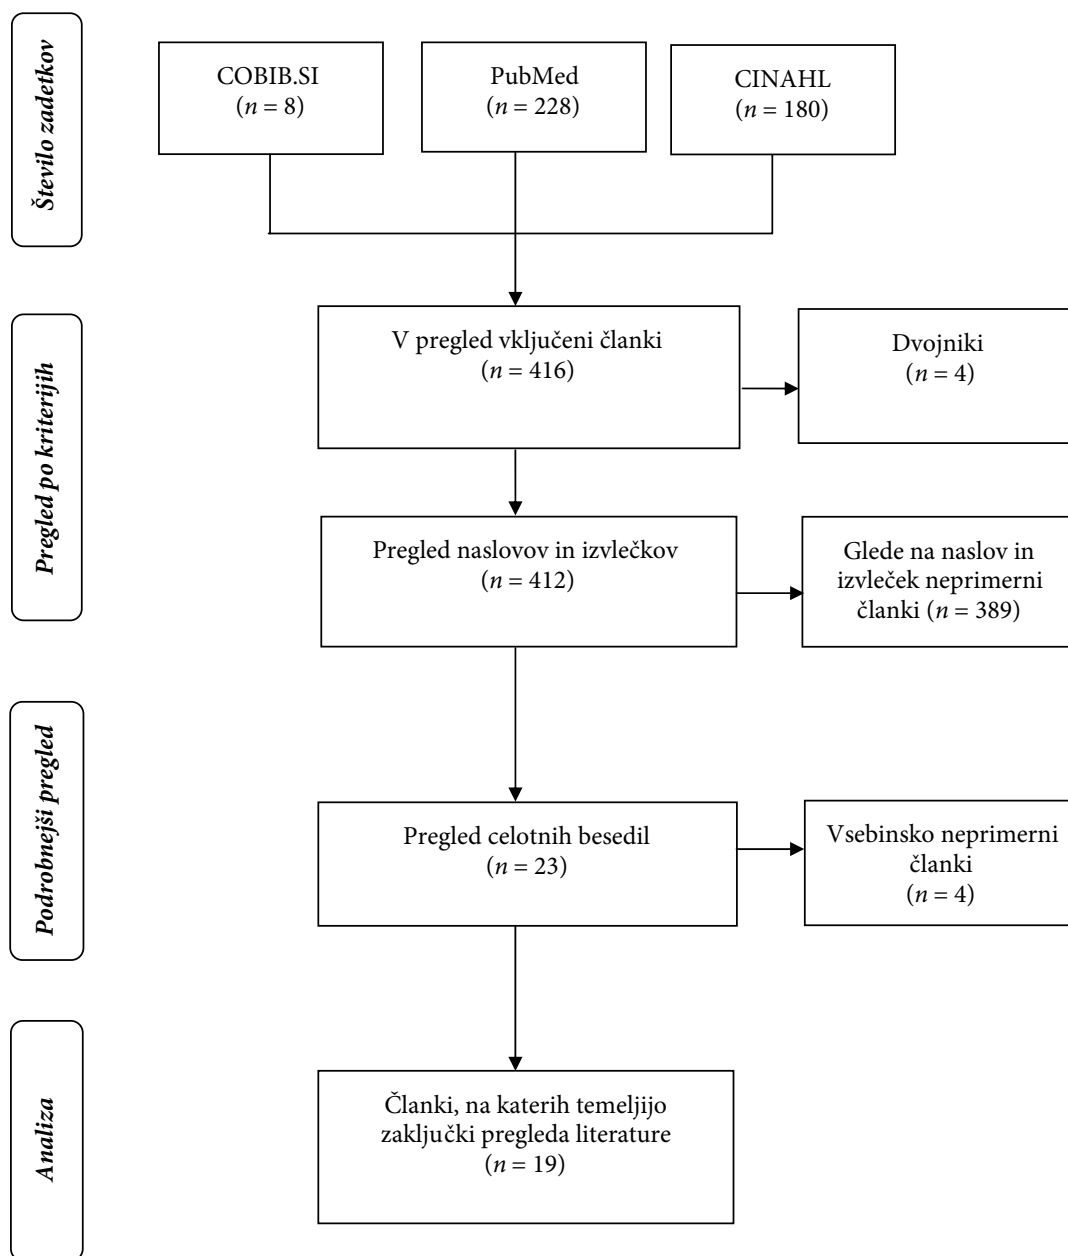 Število zadetkov
COBIB.SI
(n = 8)
PubMed
(n = 228)
CINAHL
(n = 180)
Pregled po kriterijih
V pregled vključeni članki
(n = 416)
Dvojniki
(n = 4)
Pregled naslovov in izvlečkov
(n = 412)
Glede na naslov in
izvleček neprimerni
članki (n = 389)
Podrobnejši pregled
Pregled celotnih besedil
(n = 23)
Vsebinsko neprimerni
članki
(n = 4)
Analiza
Članki, na katerih temeljijo
zaključki pregleda literature
(n = 19)